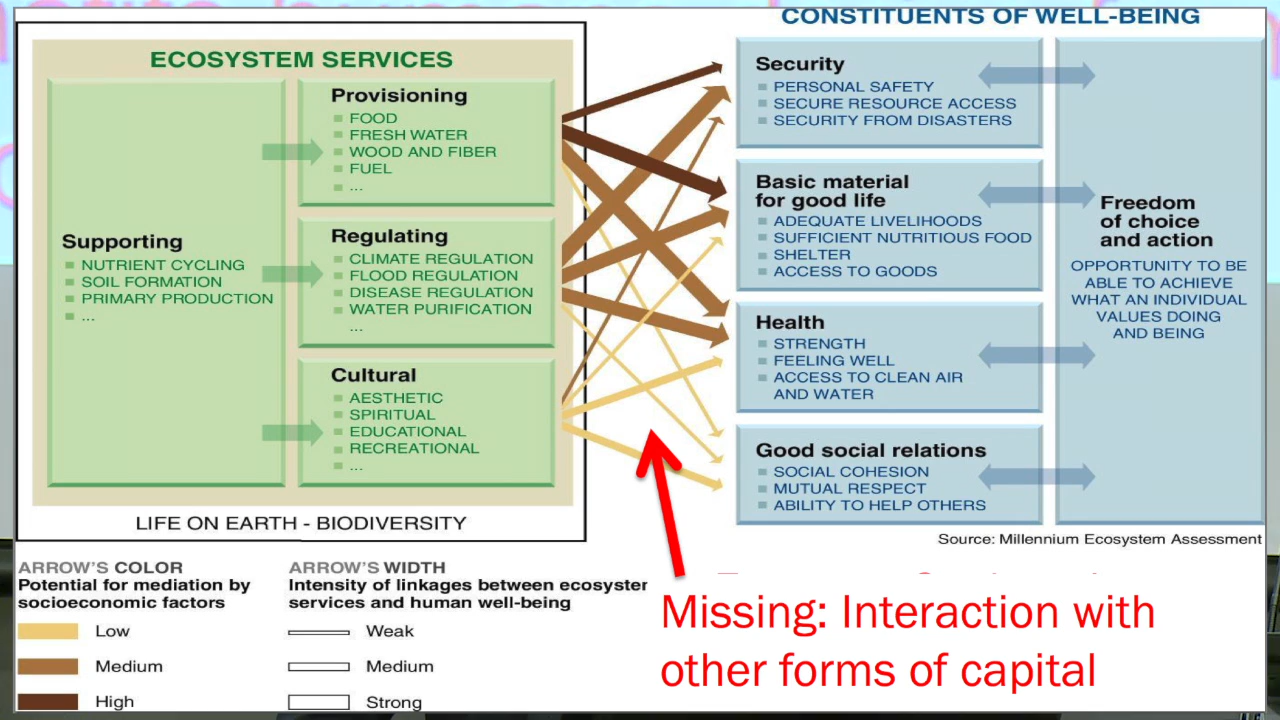 CONSTITUENTS OF WELL-BEING
ECOSYSTEM SERVICES
Provisioning
FOOD
FRESH WATER
WOOD AND FIBER
FUEL
...
Supporting
NUTRIENT CYCLING
SOIL FORMATION
PRIMARY PRODUCTION
...
Regulating
CLIMATE REGULATION
FLOOD REGULATION
DISEASE REGULATION
WATER PURIFICATION
...
Cultural
AESTHETIC
SPIRITUAL
EDUCATIONAL
RECREATIONAL
...
LIFE ON EARTH - BIODIVERSITY
Security
PERSONAL SAFETY
SECURE RESOURCE ACCESS
SECURITY FROM DISASTERS
Basic material
for good life
ADEQUATE LIVELIHOODS
SUFFICIENT NUTRITIOUS FOOD
SHELTER
ACCESS TO GOODS
Health
STRENGTH
FEELING WELL
ACCESS TO CLEAN AIR
AND WATER
Good social relations
SOCIAL COHESION
MUTUAL RESPECT
ABILITY TO HELP OTHERS
Freedom
of choice
and action
OPPORTUNITY TO BE
ABLE TO ACHIEVE
WHAT AN INDIVIDUAL
VALUES DOING
AND BEING
Source: Millennium Ecosystem Assessment
ARROW'S COLOR
Potential for mediation by
socioeconomic factors
Low
Medium
High
ARROW'S WIDTH
Intensity of linkages between ecosyster
services and human well-being
Weak
Medium
Strong
Missing: Interaction with
other forms of capital